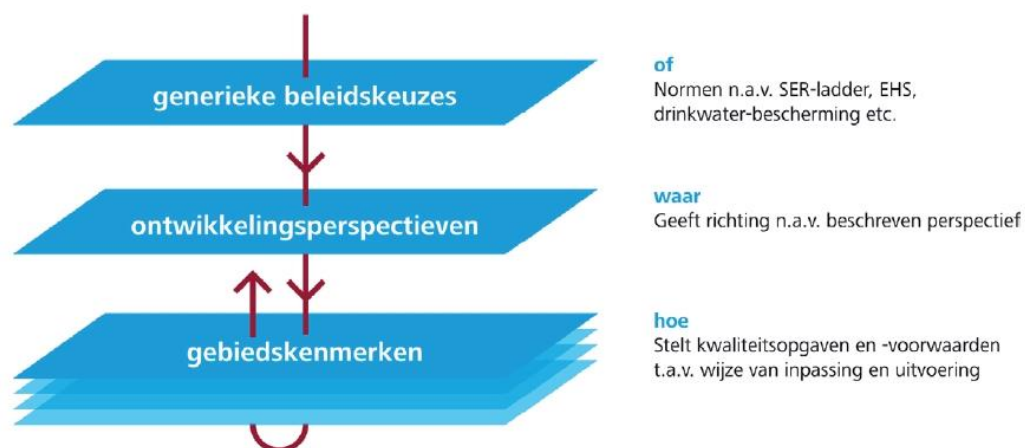 generieke beleidskeuzes
of
Normen n.a.v. SER-ladder, EHS,
drinkwater-bescherming etc.
ontwikkelingsperspectieven
waar
Geeft richting n.a.v. beschreven perspectief
gebiedskenmerken
hoe
Stelt kwaliteitsopgaven en -voorwaarden
t.a.v. wijze van inpassing en uitvoering